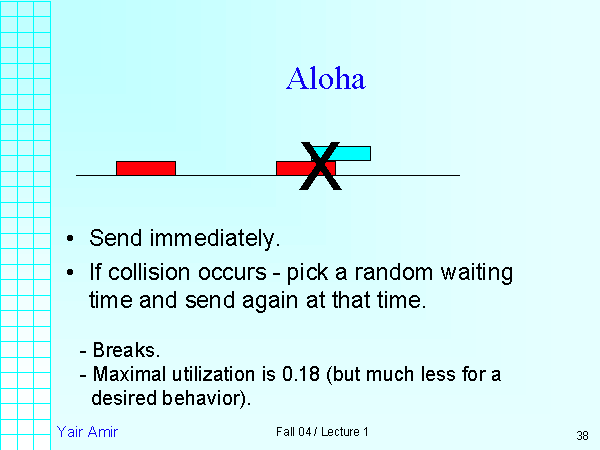 Aloha
X
• Send immediately.
• If collision occurs - pick a random waiting
time and send again at that time.
- Breaks.
- Maximal utilization is 0.18 (but much less for a
desired behavior).
Yair Amir
Fall 04 / Lecture 1
38